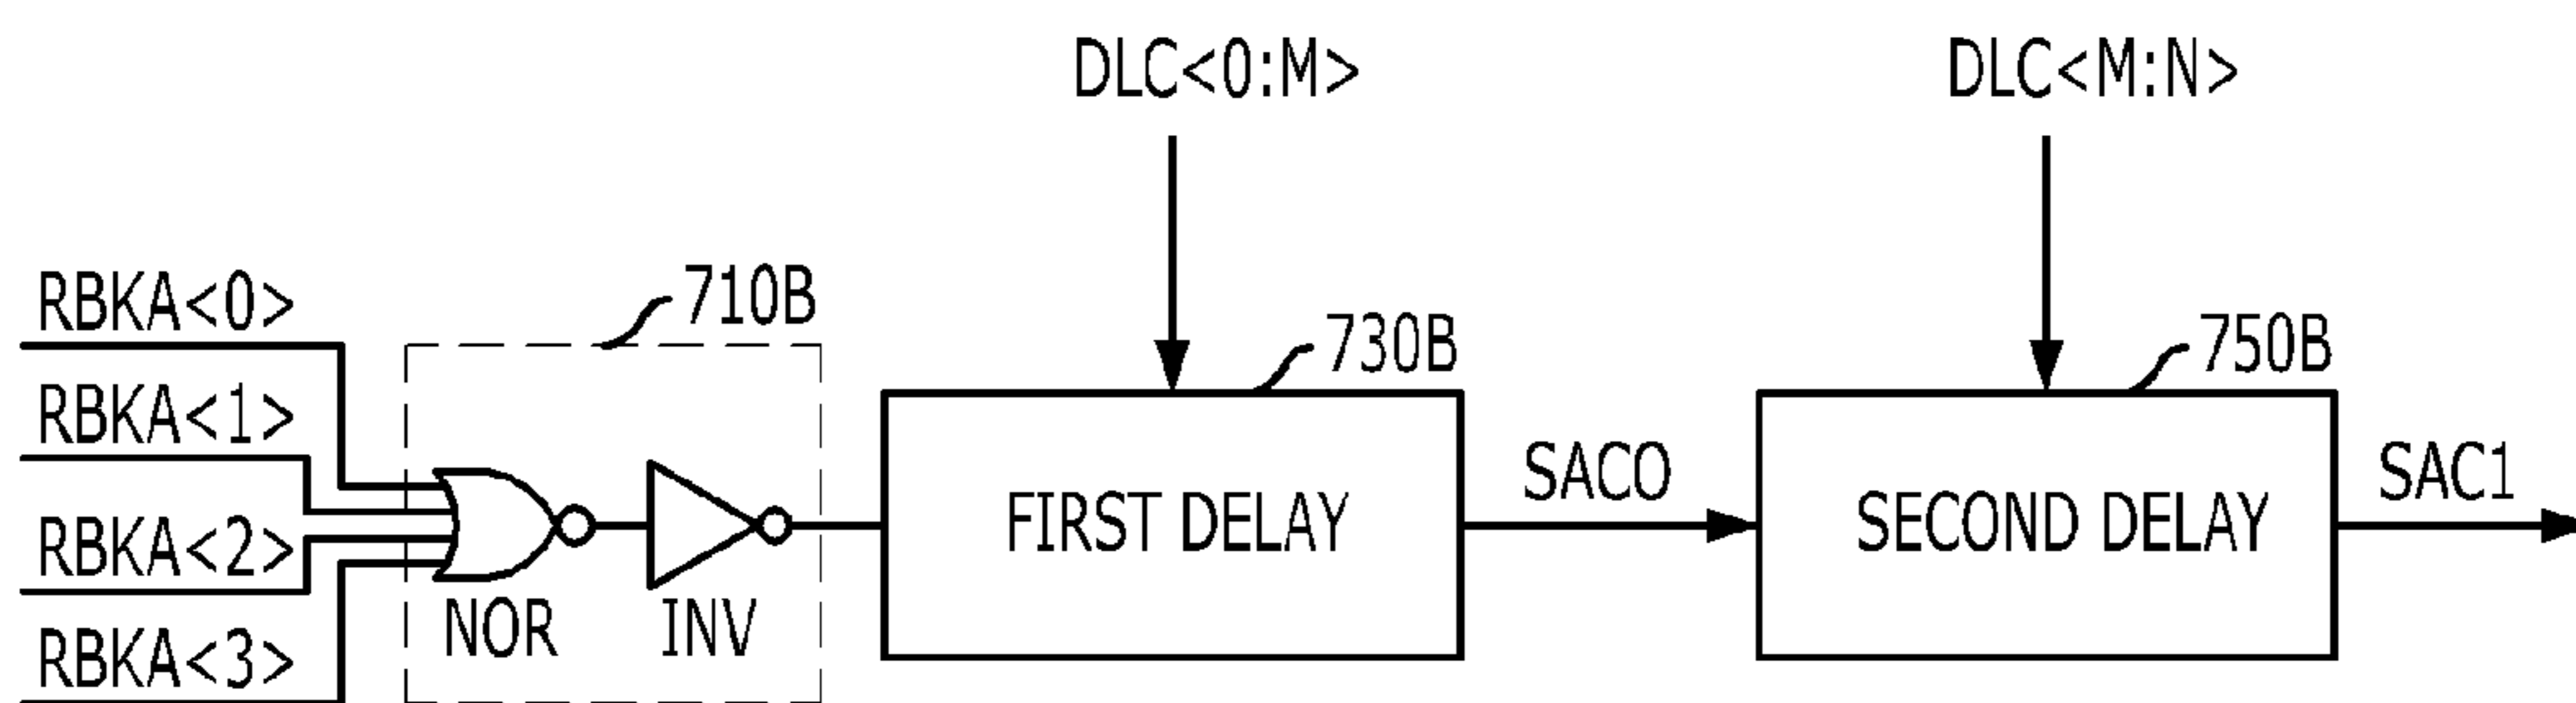 DLC<0:M>
DLC<M:N>
RBKA<0>
710B
730B
750B
RBKA<1>
SAC0
SAC1
FIRST DELAY
SECOND DELAY
RBKA<2>
NOR
INV
RBKA<3>